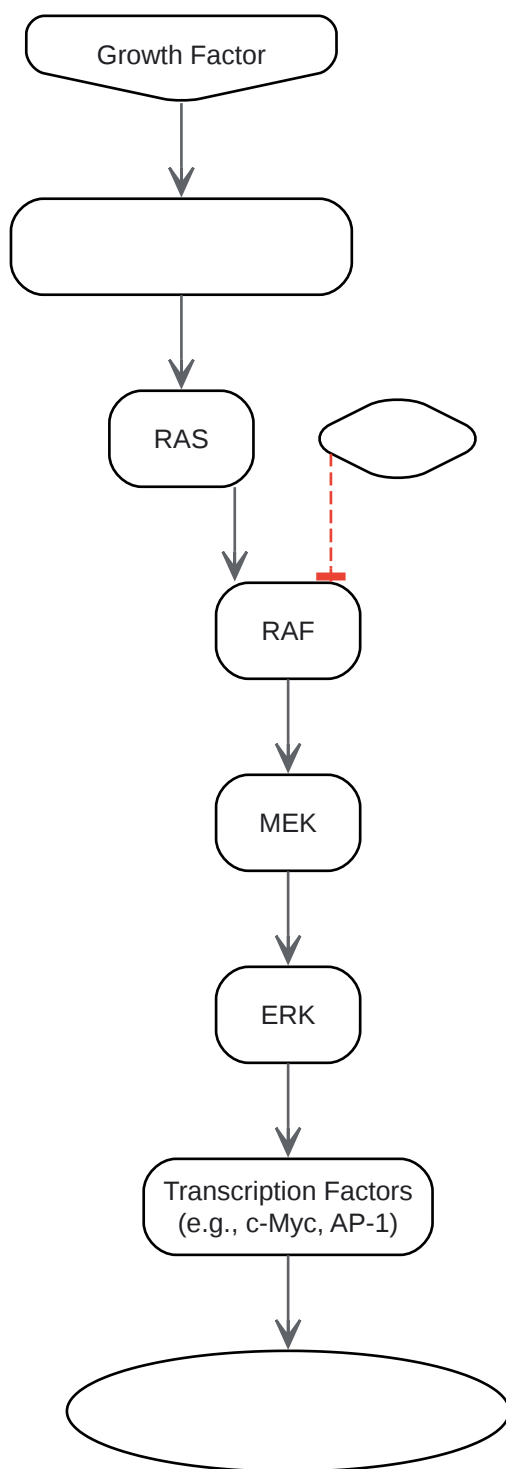 Growth Factor
RAS
RAF
MEK
ERK
Transcription Factors
(e.g., c-Myc, AP-1)